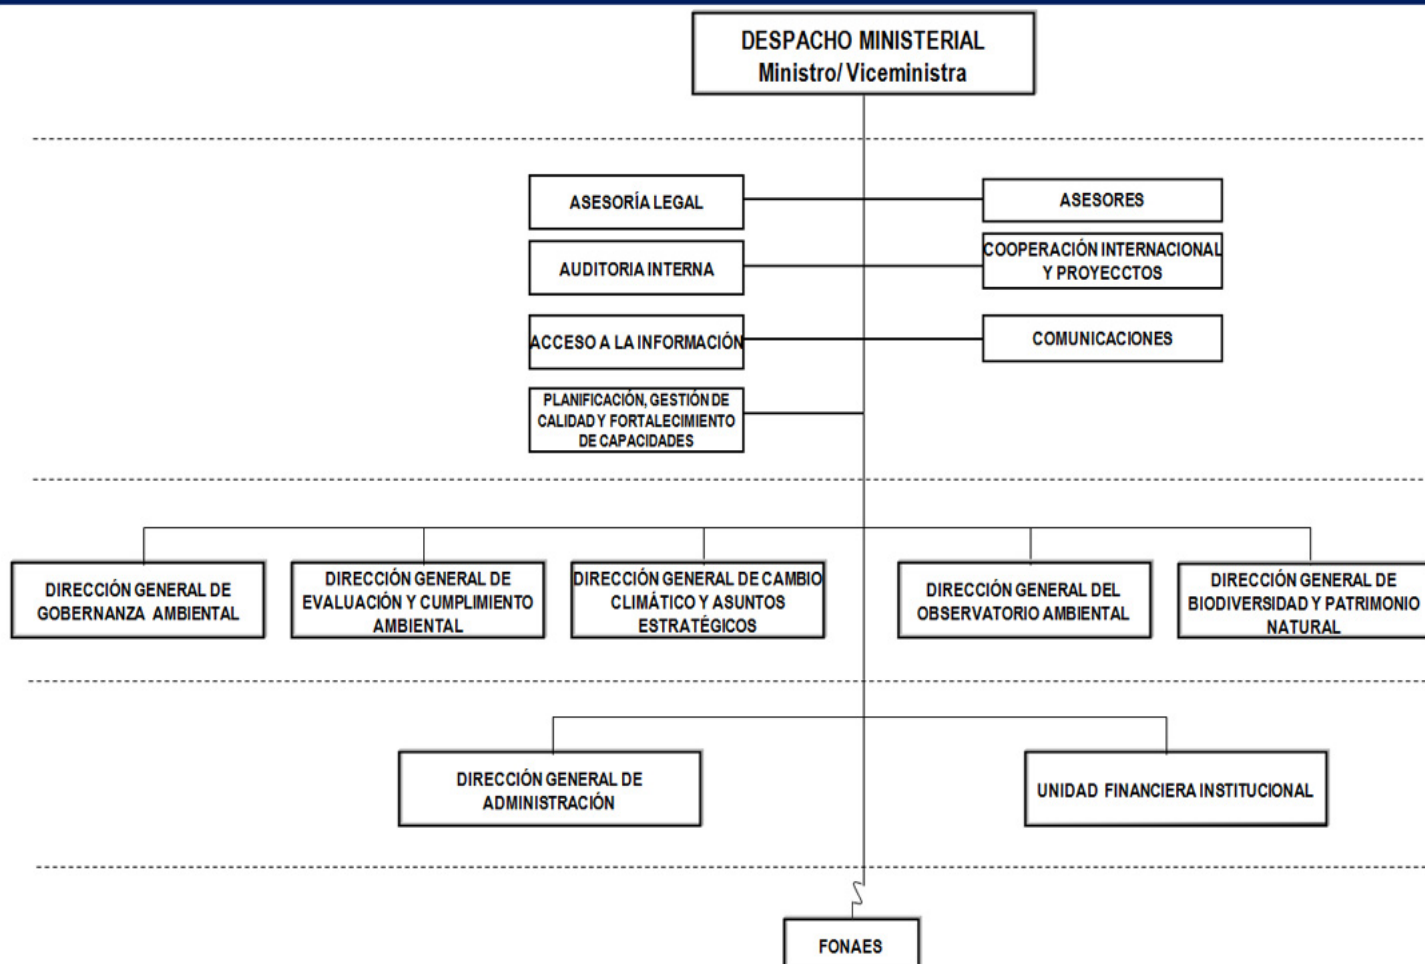 DESPACHO MINISTERIAL
Ministro/ Viceministra
ASESORÍA LEGAL
ASESORES
AUDITORIA INTERNA
COOPERACIÓN INTERNACIONAL
Y PROYECCTOS
ACCESO A LA INFORMACIÓN
COMUNICACIONES
PLANIFICACIÓN, GESTIÓN DE
CALIDAD Y FORTALECIMIENTO
DE CAPACIDADES
DIRECCIÓN GENERAL DE
GOBERNANZA AMBIENTAL
DIRECCIÓN GENERAL DE
EVALUACIÓN Y CUMPLIMIENTO
AMBIENTAL
DIRECCIÓN GENERAL DE CAMBIO
CLIMÁTICO Y ASUNTOS
ESTRATÉGICOS
DIRECCIÓN GENERAL DEL
OBSERVATORIO AMBIENTAL
DIRECCIÓN GENERAL DE
BIODIVERSIDAD Y PATRIMONIO
NATURAL
DIRECCIÓN GENERAL DE
ADMINISTRACIÓN
UNIDAD FINANCIERA INSTITUCIONAL
FONAES